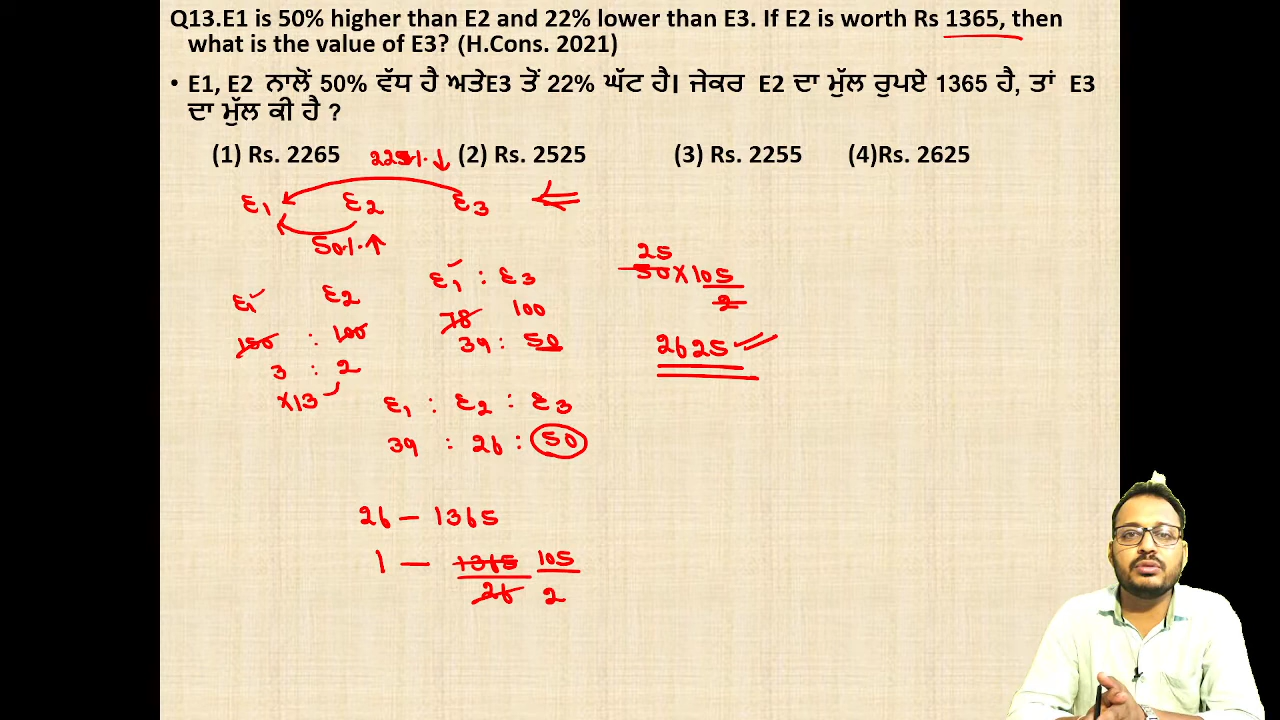 Q13.E1 is 50% higher than E2 and 22% lower than E3. If E2 is worth Rs 1365, then
what is the value of E3? (H.Cons. 2021)
• E1, E2 ਨਾਲੋਂ 50% ਵੱਧ ਹੈ ਅਤੇE3 ਤੋਂ 22% ਘੱਟ ਹੈ। ਜੇਕਰ E2 ਦਾ ਮੁੱਲ ਰੁਪਏ 1365 ਹੈ, ਤਾਂ E3
ਦਾ ਮੁੱਲ ਕੀ ਹੈ ?
(1) Rs. 2265 (2) Rs. 2525 (3) Rs. 2255 (4)Rs. 2625
E1 E2 E3
50% ↑
E1 : E3
78 100
39 : 50
E1 E2
150 : 100
3 : 2
×13
E1 : E2 : E3
39 : 26 : 50
26 – 1365
1 – 1365 105
26 2
25
50×105
2
2625